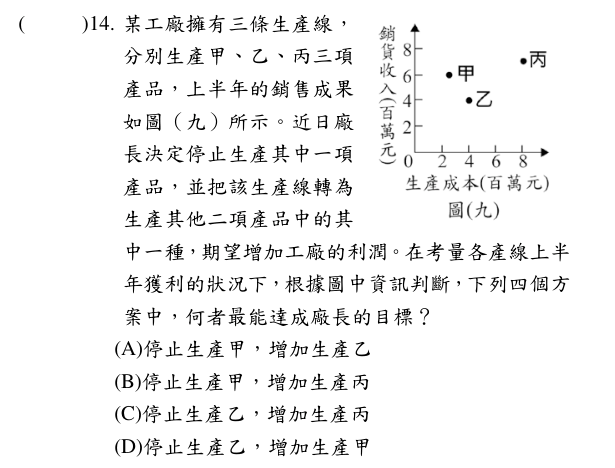 (　　)14. 某工廠擁有三條生產線，
分別生產甲、乙、丙三項
產品，上半年的銷售成果
如圖（九）所示。近日廠
長決定停止生產其中一項
產品，並把該生產線轉為
生產其他二項產品中的其
中一種，期望增加工廠的利潤。在考量各產線上半
年獲利的狀況下，根據圖中資訊判斷，下列四個方
案中，何者最能達成廠長的目標？
(A)停止生產甲，增加生產乙
(B)停止生產甲，增加生產丙
(C)停止生產乙，增加生產丙
(D)停止生產乙，增加生產甲
銷貨收入(百萬元)
8
6
4
2
0 2 4 6 8
甲
乙
丙
生產成本(百萬元)
圖(九)